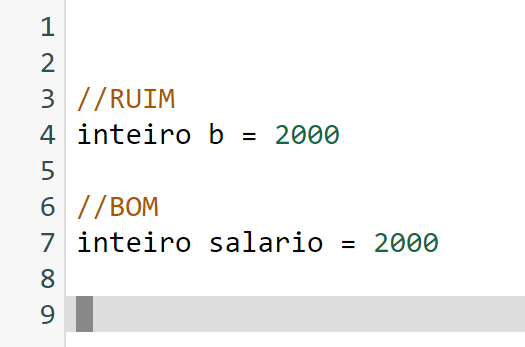 1
2
3 //RUIM
4 inteiro b = 2000
5
6 //BOM
7 inteiro salario = 2000
8
9